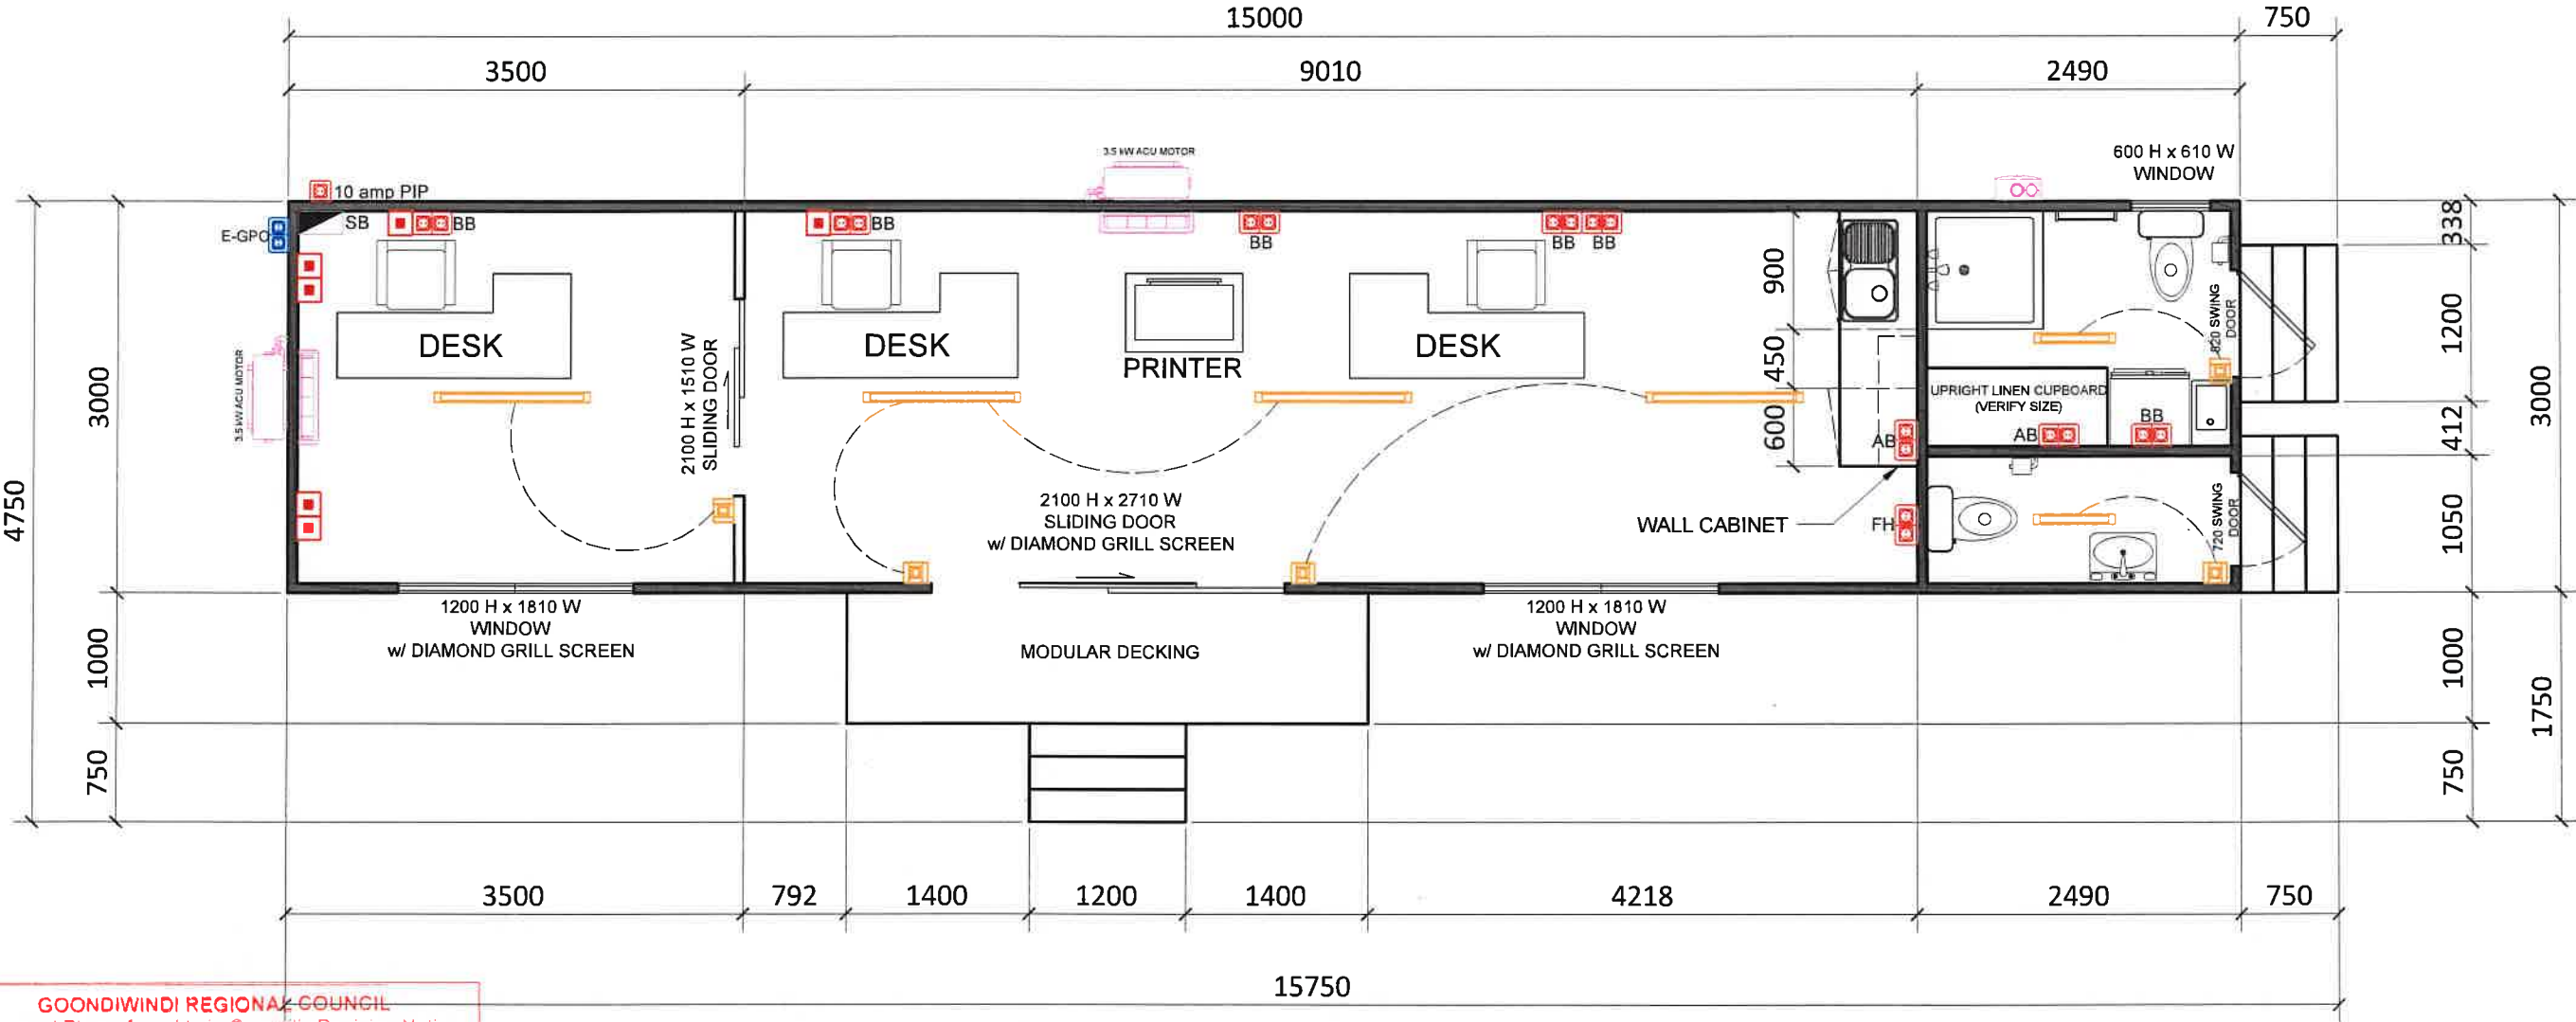 15000
750
3500
9010
2490
3.5 kW ACU MOTOR
600 H x 610 W
WINDOW
10 amp PIP
E-GPO
SB
BB
BB
BB
BB
BB
338
900
1200
450
600
412
3000
3000
4750
3.5 kW ACU MOTOR
DESK
2100 H x 1510 W
SLIDING DOOR
DESK
PRINTER
DESK
820 SWING
DOOR
UPRIGHT LINEN CUPBOARD
(VERIFY SIZE)
AB
AB
BB
2100 H x 2710 W
SLIDING DOOR
w/ DIAMOND GRILL SCREEN
WALL CABINET
FH
720 SWING
DOOR
1050
1200 H x 1810 W
WINDOW
w/ DIAMOND GRILL SCREEN
MODULAR DECKING
1200 H x 1810 W
WINDOW
w/ DIAMOND GRILL SCREEN
1000
1000
1750
750
750
3500
792
1400
1200
1400
4218
2490
750
15750
GOONDIWINDI REGIONAL COUNCIL